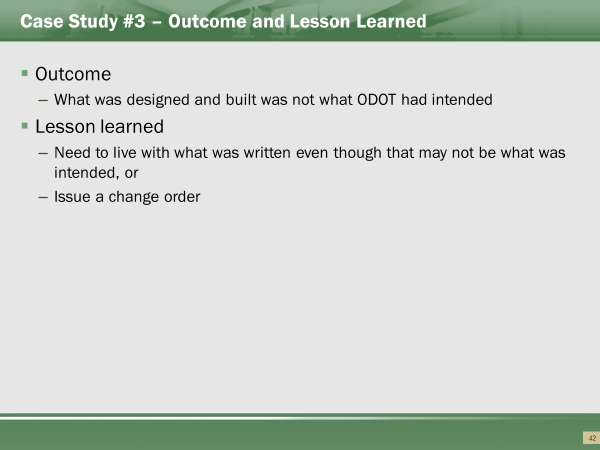 Case Study #3 – Outcome and Lesson Learned
Outcome
– What was designed and built was not what ODOT had intended
Lesson learned
– Need to live with what was written even though that may not be what was
intended, or
– Issue a change order
42